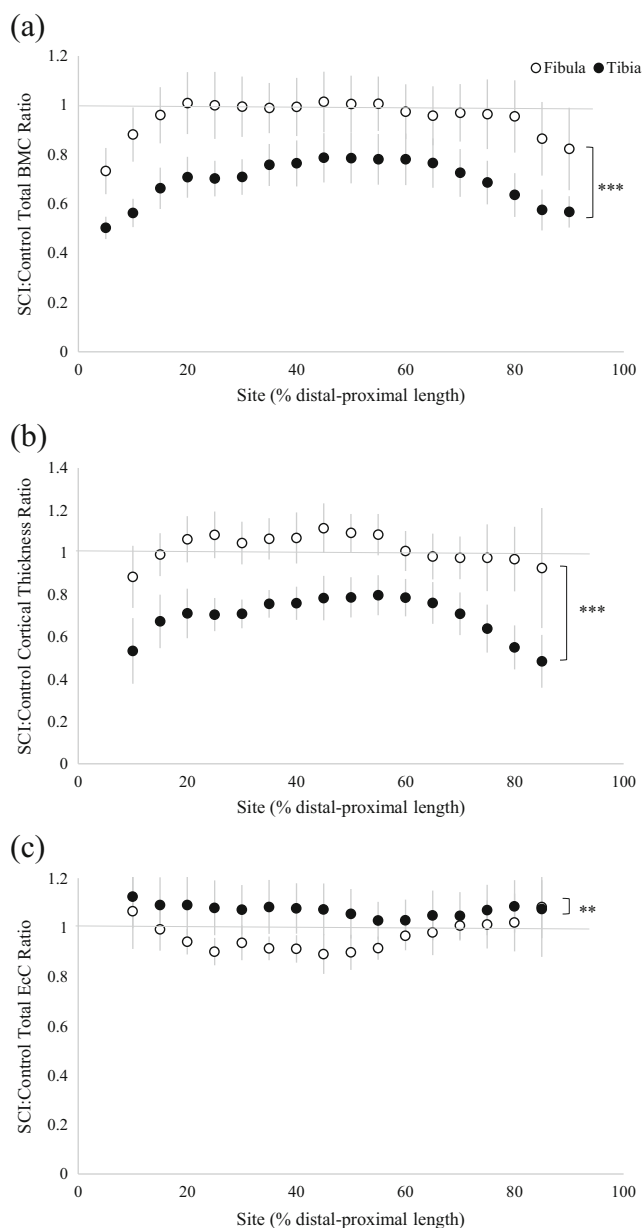 (a)
1.2
Fibula Tibia
1
0.8
***
0.6
0.4
0.2
0
0 20 40 60 80 100
SCI:Control Total BMC Ratio
Site (% distal-proximal length)
(b)
1.4
1.2
1
0.8
***
0.6
0.4
0.2
0
0 20 40 60 80 100
SCI:Control Cortical Thickness Ratio
Site (% distal-proximal length)
(c)
1.2
**
1
0.8
0.6
0.4
0.2
0
0 20 40 60 80 100
SCI:Control Total EcC Ratio
Site (% distal-proximal length)